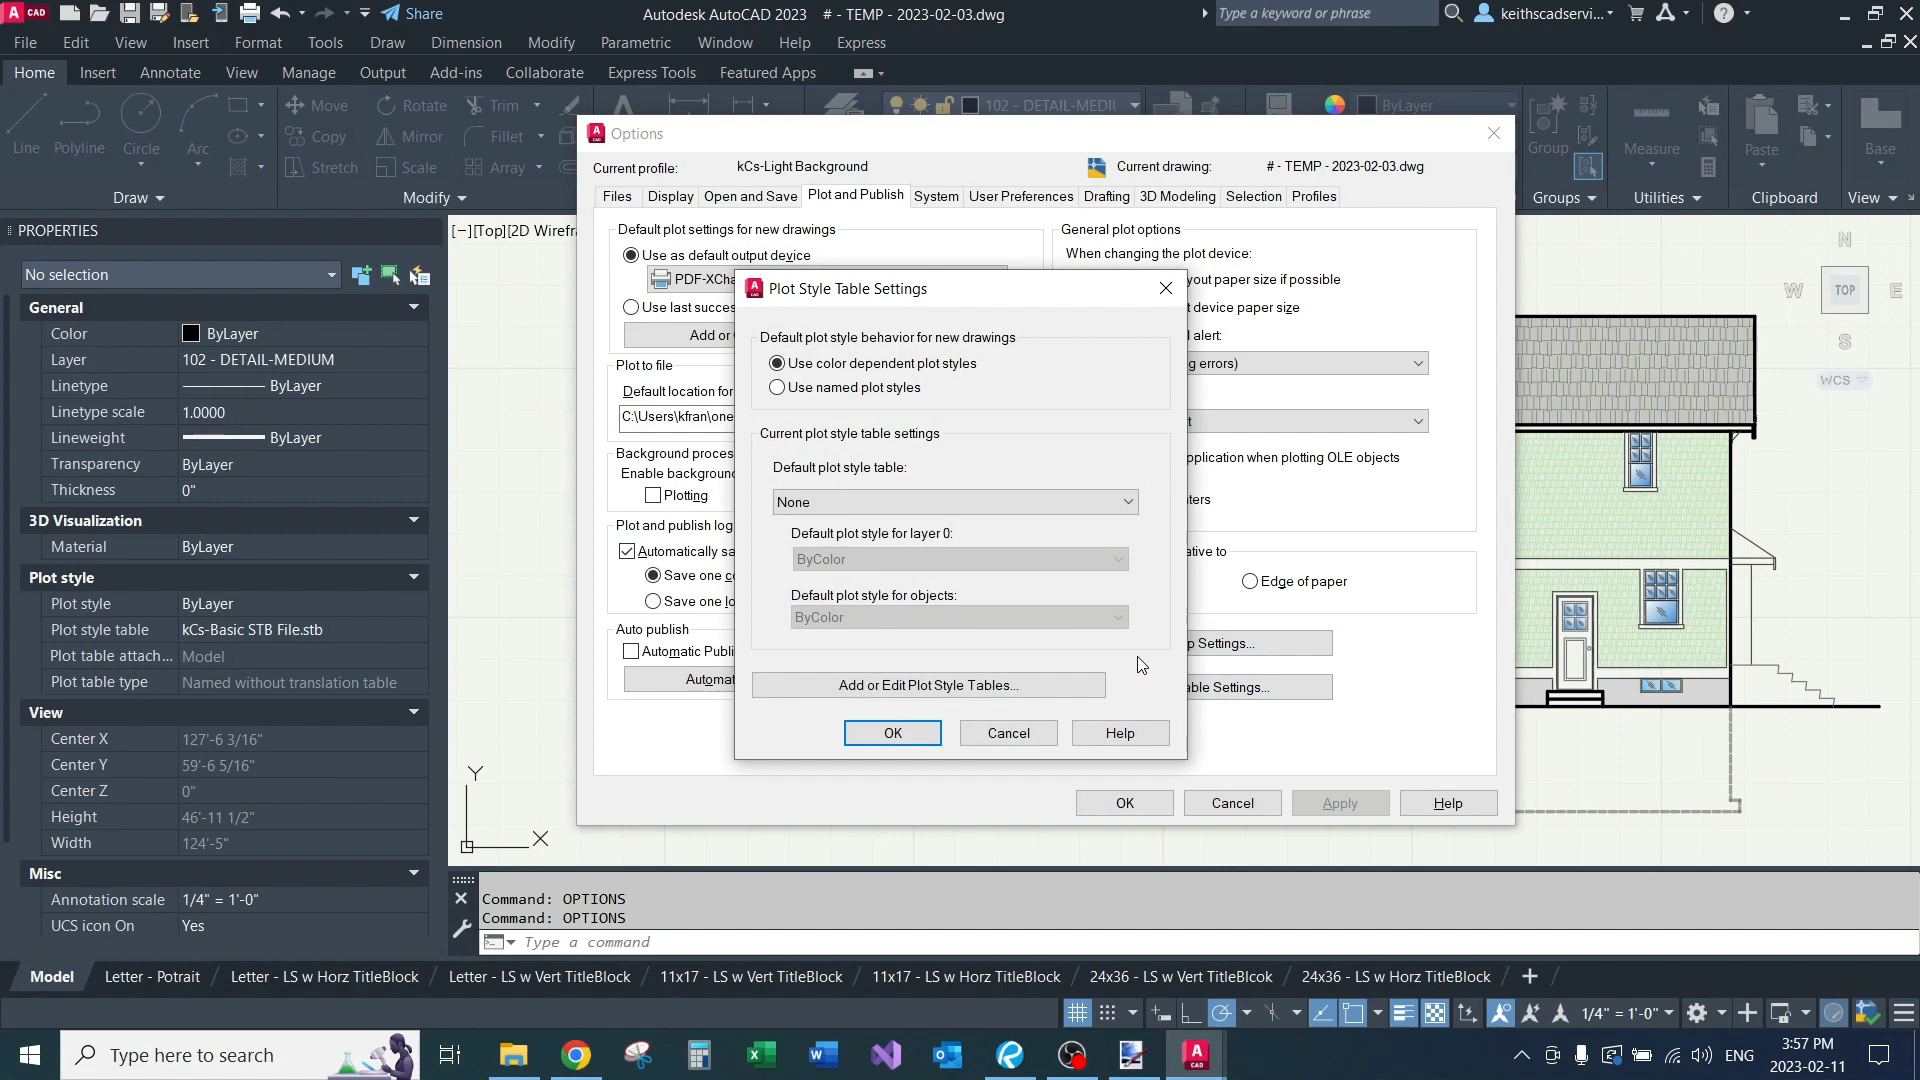 CAD Share Autodesk AutoCAD 2023 # - TEMP - 2023-02-03.dwg Type a keyword or phrase keithscadservi...
File Edit View Insert Format Tools Draw Dimension Modify Parametric Window Help Express
Home Insert Annotate View Manage Output Add-ins Collaborate Express Tools Featured Apps
Move Rotate Trim 102 - DETAIL-MEDIU ByLayer
Line Polyline Circle Arc Copy Mirror Fillet Group Measure Paste Base
Stretch Scale Array
Draw Modify Groups Utilities Clipboard View
Options
Current profile: kCs-Light Background Current drawing: # - TEMP - 2023-02-03.dwg
Files Display Open and Save Plot and Publish System User Preferences Drafting 3D Modeling Selection Profiles
Default plot settings for new drawings
Use as default output device
PDF-XCha
Use last succes
Add or
Plot to file
Default location for
C:\Users\kfran\one
Background proces
Enable background
Plotting
Plot and publish log
Automatically sa
Save one co
Save one lo
Auto publish
Automatic Publi
Automat
General plot options
When changing the plot device:
yout paper size if possible
t device paper size
l alert:
g errors)
t
pplication when plotting OLE objects
ters
ative to
Edge of paper
p Settings...
able Settings...
OK Cancel Apply Help
Plot Style Table Settings
Default plot style behavior for new drawings
Use color dependent plot styles
Use named plot styles
Current plot style table settings
Default plot style table:
None
Default plot style for layer 0:
ByColor
Default plot style for objects:
ByColor
Add or Edit Plot Style Tables...
OK Cancel Help
PROPERTIES
No selection
General
Color ByLayer
Layer 102 - DETAIL-MEDIUM
Linetype ByLayer
Linetype scale 1.0000
Lineweight ByLayer
Transparency ByLayer
Thickness 0"
3D Visualization
Material ByLayer
Plot style
Plot style ByLayer
Plot style table kCs-Basic STB File.stb
Plot table attach... Model
Plot table type Named without translation table
View
Center X 127'-6 3/16"
Center Y 59'-6 5/16"
Center Z 0"
Height 46'-11 1/2"
Width 124'-5"
Misc
Annotation scale 1/4" = 1'-0"
UCS icon On Yes
[−][Top][2D Wirefr
N
W TOP E
S
WCS
Y
X
Command: OPTIONS
Command: OPTIONS
Type a command
Model Letter - Potrait Letter - LS w Horz TitleBlock Letter - LS w Vert TitleBlock 11x17 - LS w Vert TitleBlock 11x17 - LS w Horz TitleBlock 24x36 - LS w Vert TitleBlcok 24x36 - LS w Horz TitleBlock
1/4" = 1'-0"
Type here to search
ENG
3:57 PM
2023-02-11